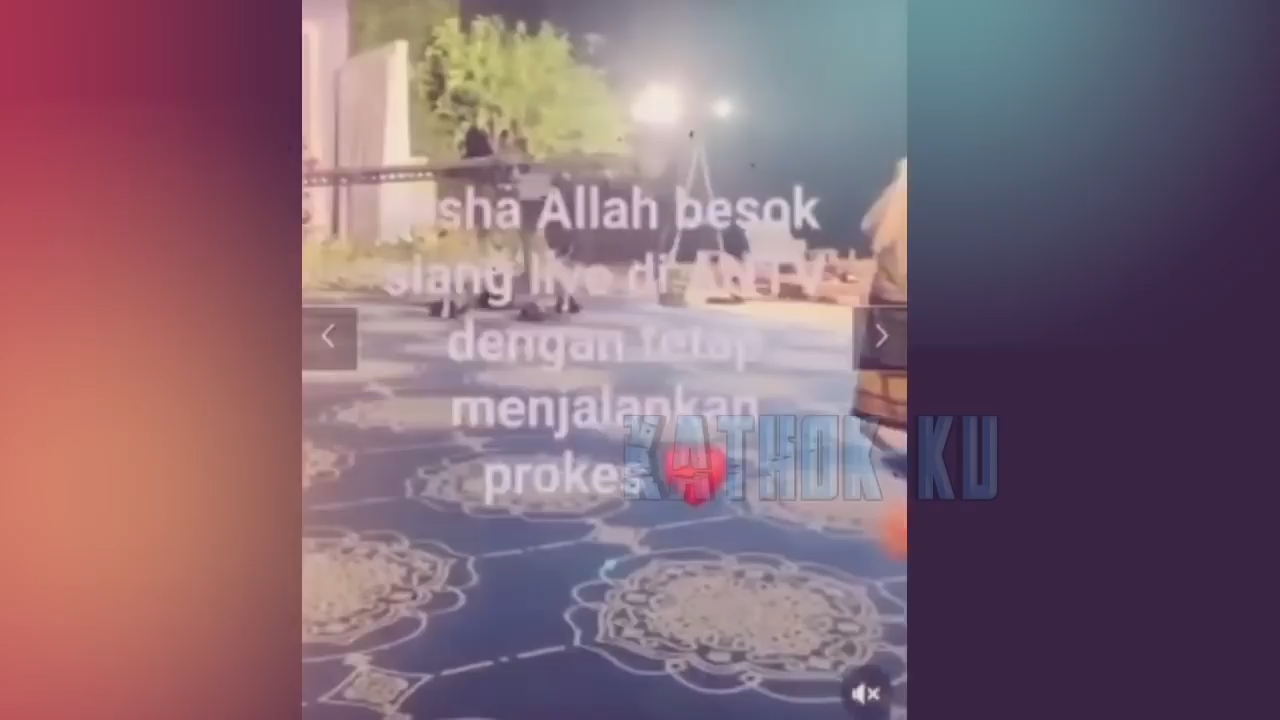 sha Allah besok
siang live di ANTV
dengan tetap
menjalankan
prokes
KATHOK KU